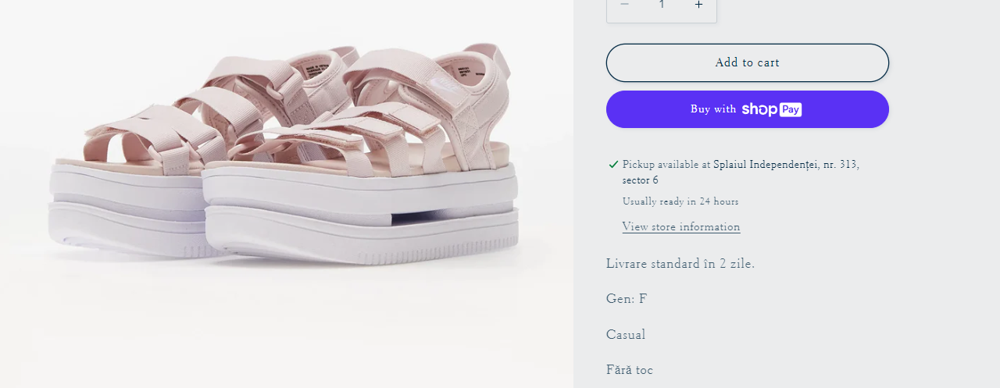 1
Add to cart
Buy with shop Pay
Pickup available at Splaiul Independenței, nr. 313,
sector 6
Usually ready in 24 hours
View store information
Livrare standard în 2 zile.
Gen: F
Casual
Fără toc